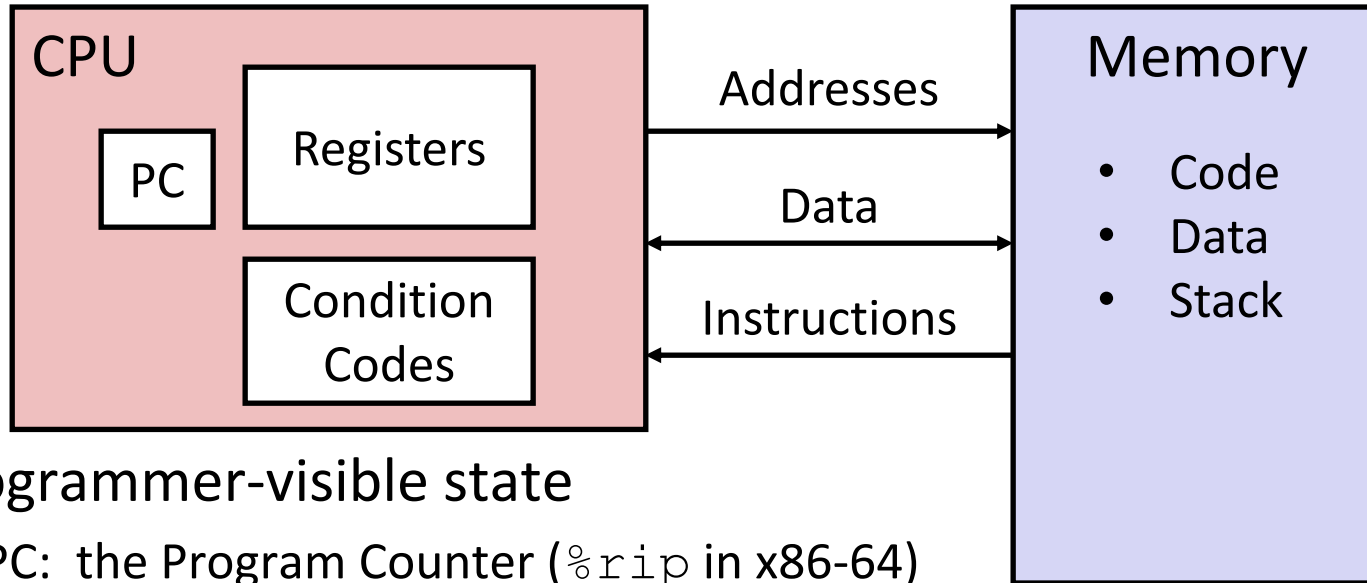 CPU
PC
Registers
Condition
Codes
Addresses
Data
Instructions
Memory
• Code
• Data
• Stack
ogrammer-visible state
PC: the Program Counter (%rip in x86-64)